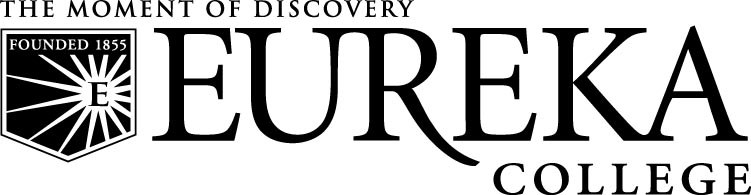 THE MOMENT OF DISCOVERY
FOUNDED 1855
E
EUREKA
COLLEGE